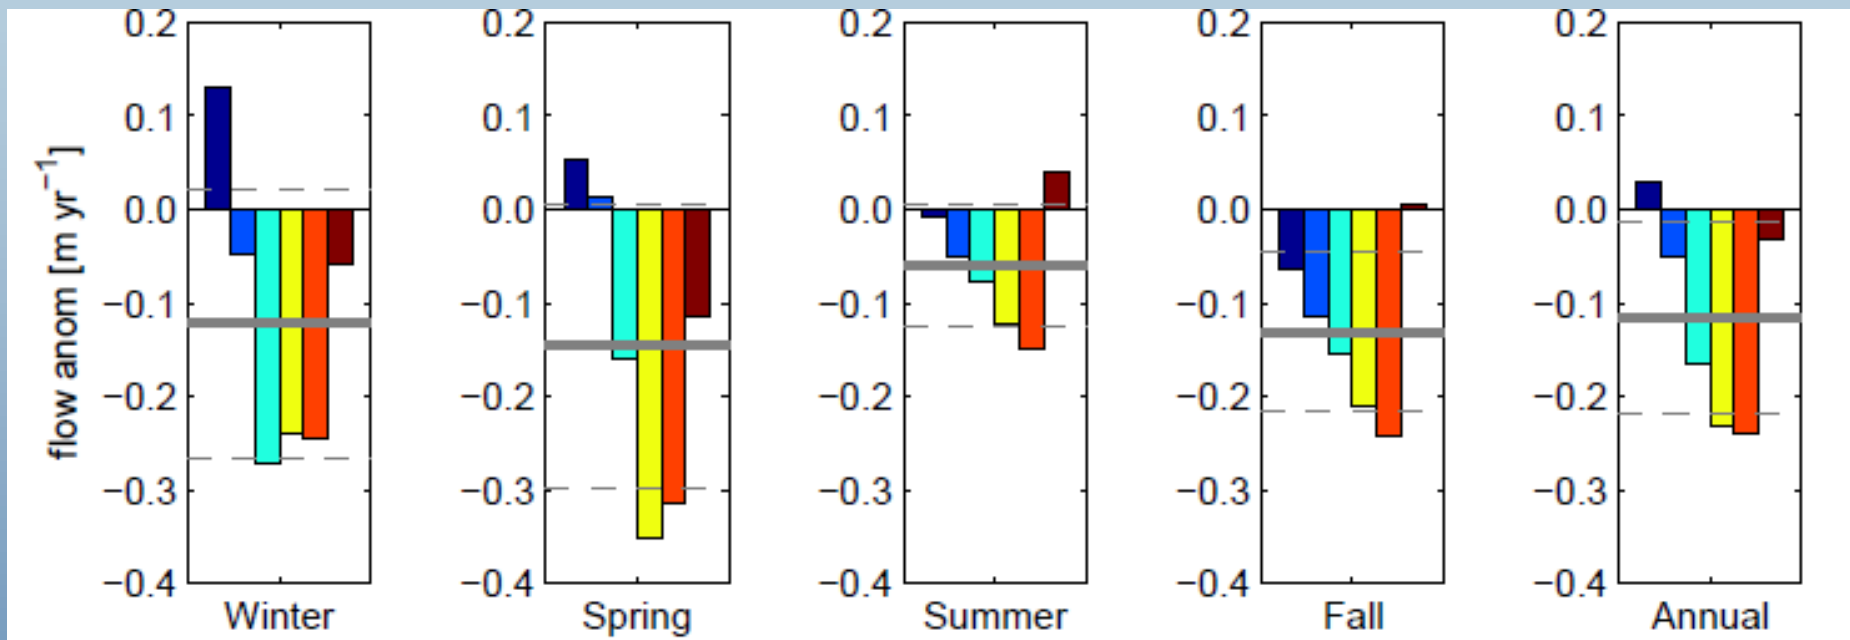 flow anom [m yr⁻¹]
0.2 0.2 0.2 0.2 0.2
0.1 0.1 0.1 0.1 0.1
0.0 0.0 0.0 0.0 0.0
−0.1 −0.1 −0.1 −0.1 −0.1
−0.2 −0.2 −0.2 −0.2 −0.2
−0.3 −0.3 −0.3 −0.3 −0.3
−0.4 −0.4 −0.4 −0.4 −0.4
Winter Spring Summer Fall Annual